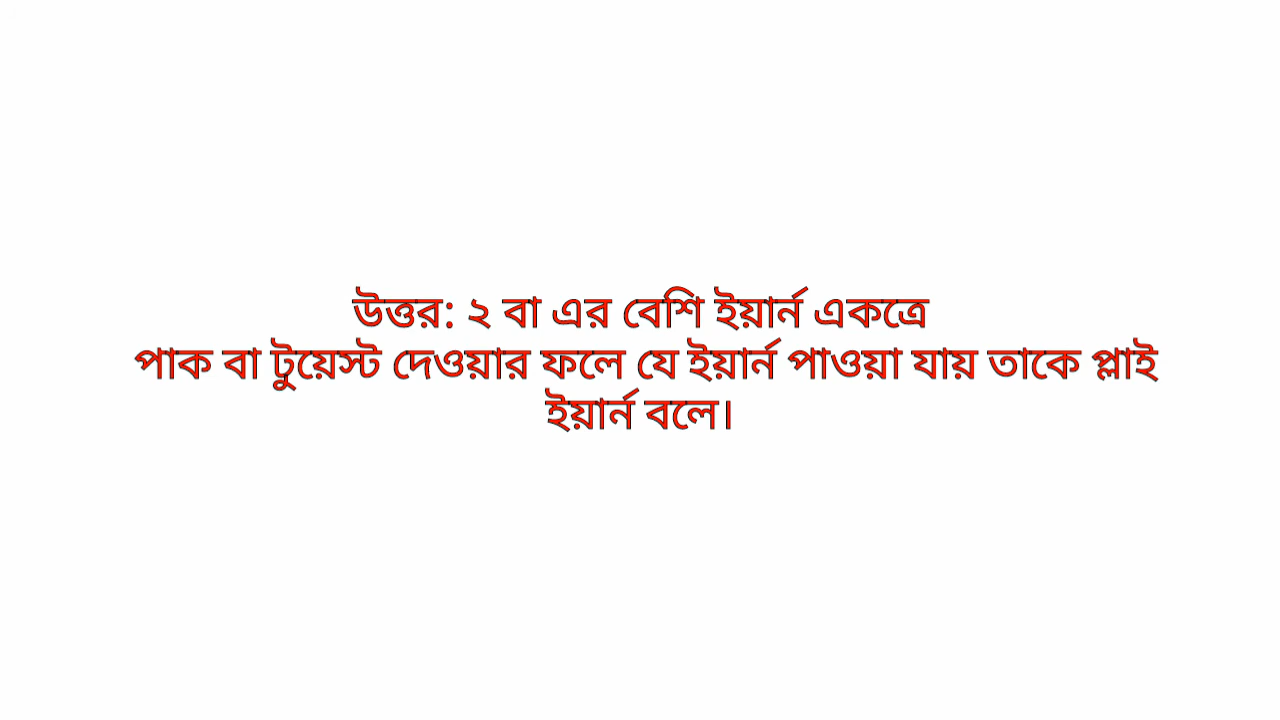 উত্তর: ২ বা এর বেশি ইয়ার্ন একত্রে
পাক বা টুয়েস্ট দেওয়ার ফলে যে ইয়ার্ন পাওয়া যায় তাকে প্লাই
ইয়ার্ন বলে।